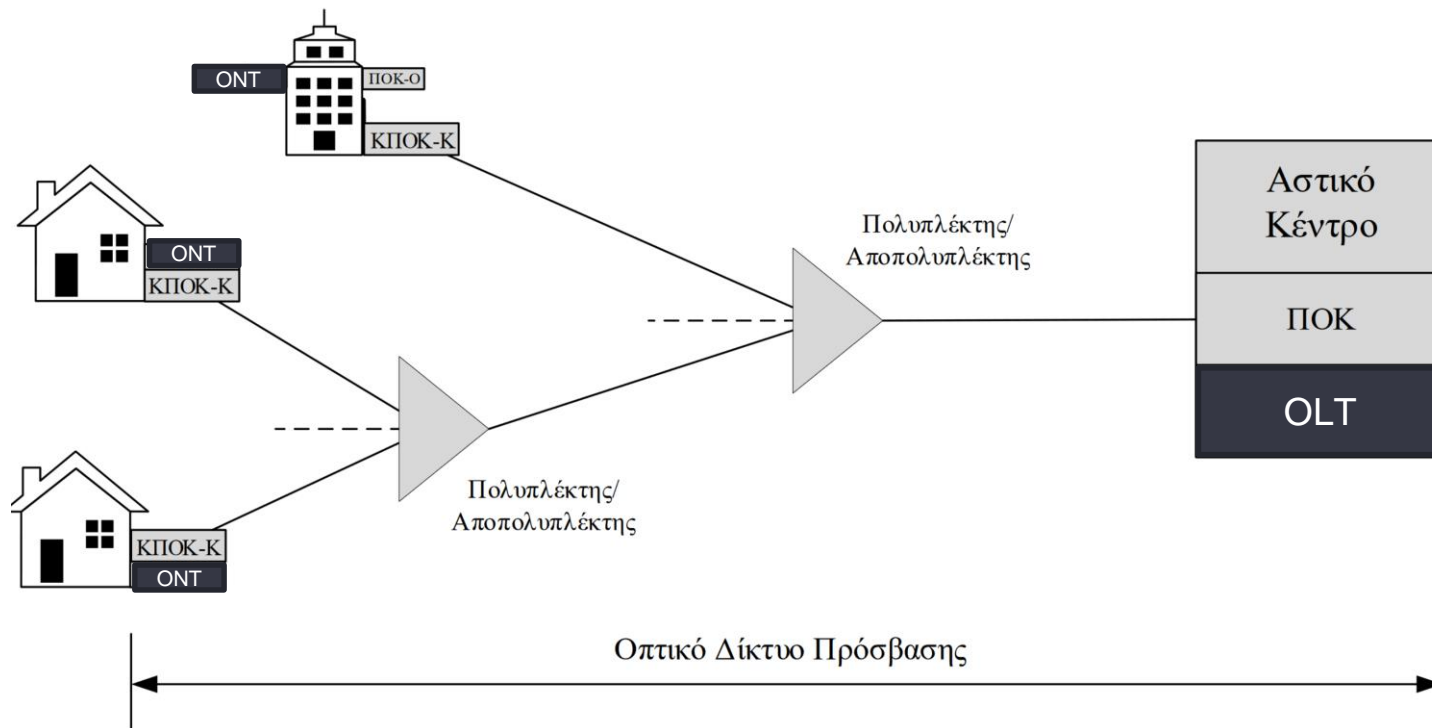 ONT
ΠΟΚ-Ο
ΚΠΟΚ-Κ
Αστικό
Κέντρο
Πολυπλέκτης/
Αποπολυπλέκτης
ONT
ΚΠΟΚ-Κ
ΠΟΚ
OLT
Πολυπλέκτης/
Αποπολυπλέκτης
ΚΠΟΚ-Κ
ONT
Οπτικό Δίκτυο Πρόσβασης